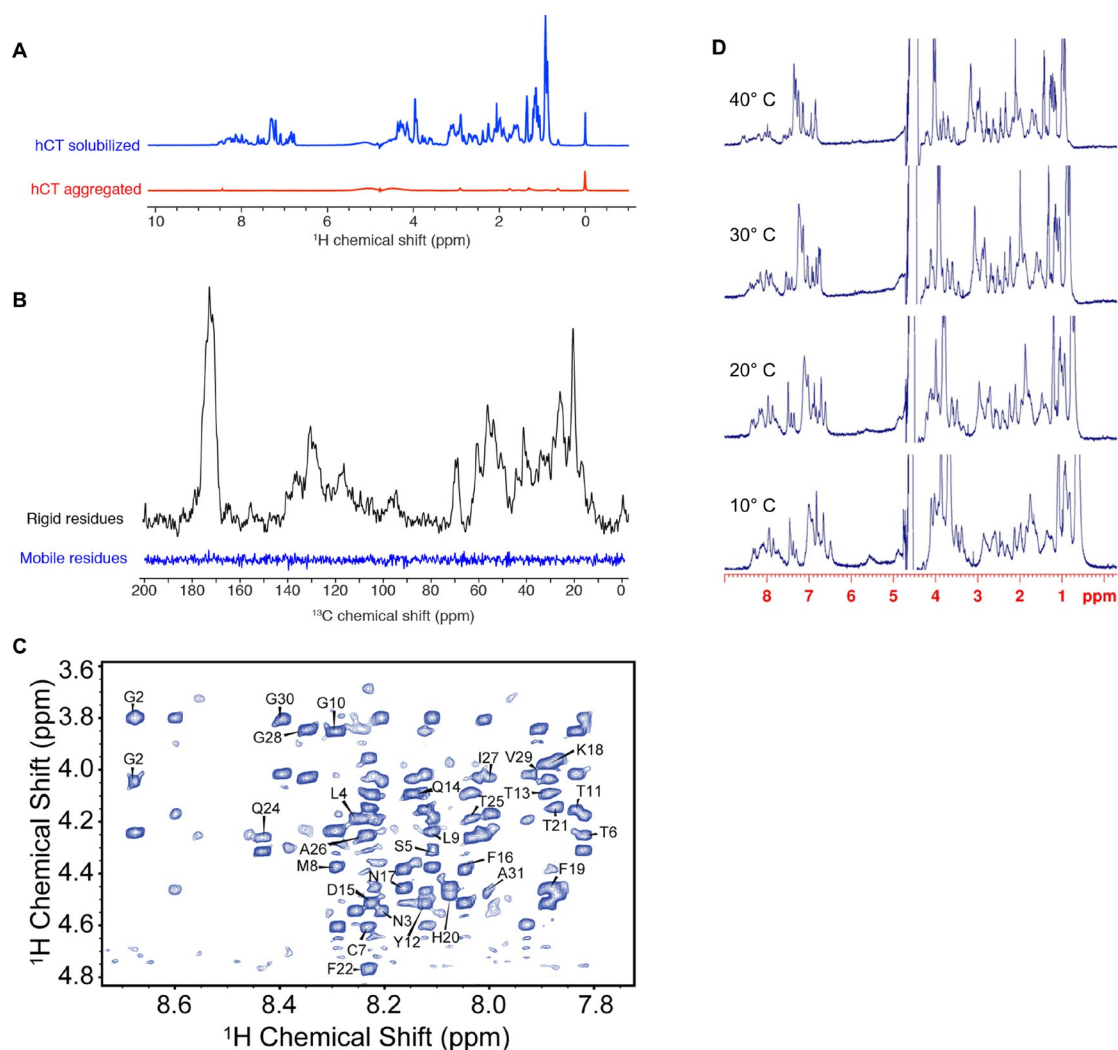 A
hCT solubilized
hCT aggregated
10 8 6 4 2 0
¹H chemical shift (ppm)
B
Rigid residues
Mobile residues
200 180 160 140 120 100 80 60 40 20 0
¹³C chemical shift (ppm)
C
3.6
3.8
4.0
4.2
4.4
4.6
4.8
¹H Chemical Shift (ppm)
G2
G30
G10
G28
G2
I27
V29
K18
Q14
T13
T11
L4
T25
Q24
T21
L9
T6
A26
S5
M8
F16
N17
A31
F19
D15
N3
Y12
H20
C7
F22
8.6 8.4 8.2 8.0 7.8
¹H Chemical Shift (ppm)
D
40° C
30° C
20° C
10° C
8 7 6 5 4 3 2 1 ppm